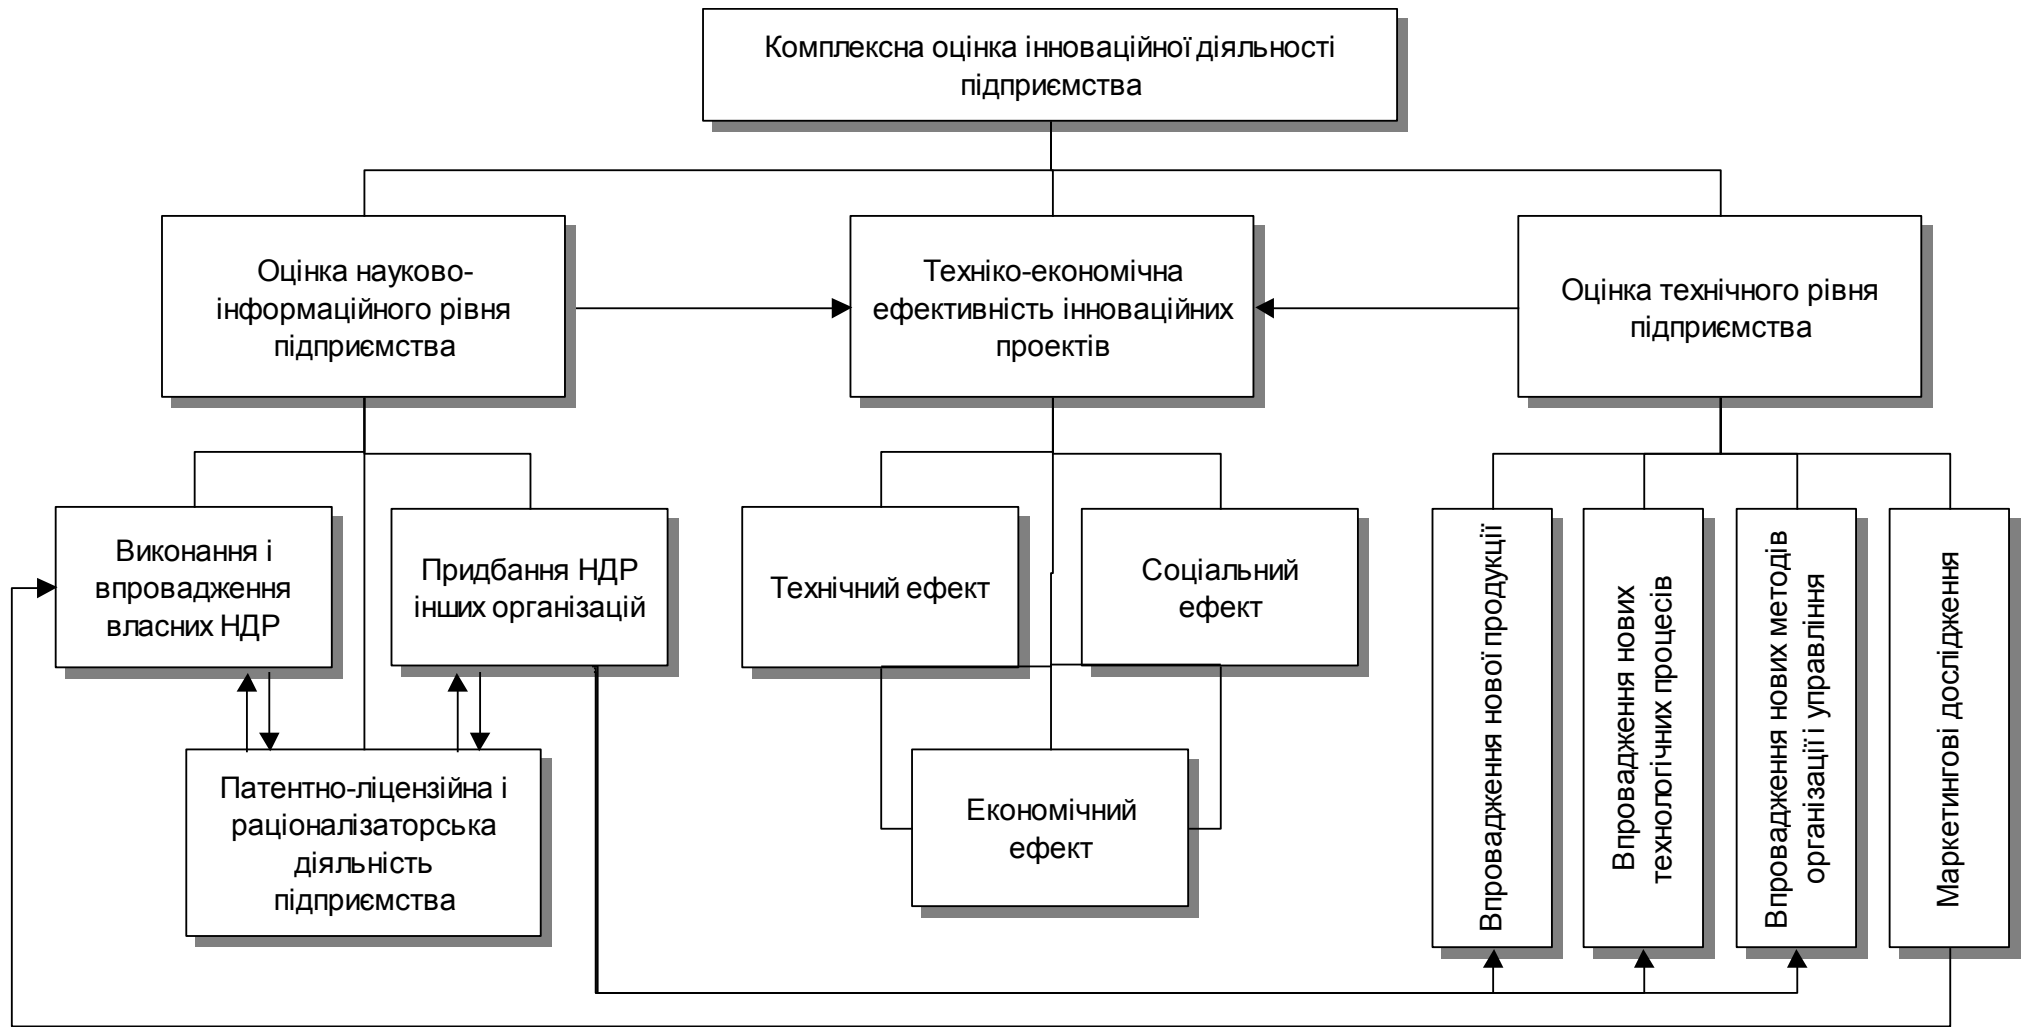 Комплексна оцінка інноваційної діяльності
підприємства
Оцінка науково-
інформаційного рівня
підприємства
Техніко-економічна
ефективність інноваційних
проектів
Оцінка технічного рівня
підприємства
Виконання і
впровадження
власних НДР
Придбання НДР
інших організацій
Технічний ефект
Соціальний
ефект
Впровадження нової продукції
Впровадження нових
технологічних процесів
Впровадження нових методів
організації і управління
Маркетингові дослідження
Патентно-ліцензійна і
раціоналізаторська
діяльність
підприємства
Економічний
ефект